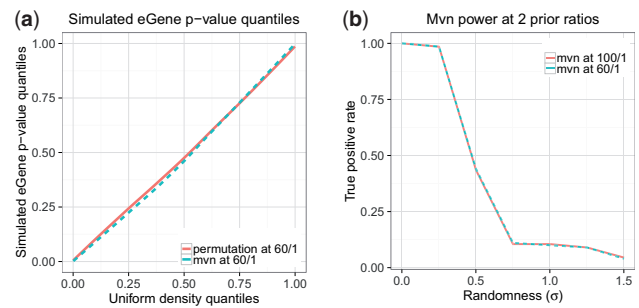 (a) Simulated eGene p−value quantiles
Simulated eGene p−value quantiles
1.00
0.75
0.50
0.25
0.00
permutation at 60/1
mvn at 60/1
0.00 0.25 0.50 0.75 1.00
Uniform density quantiles
(b) Mvn power at 2 prior ratios
True positive rate
1.00
0.75
0.50
0.25
0.00
mvn at 100/1
mvn at 60/1
0.0 0.5 1.0 1.5
Randomness (σ)